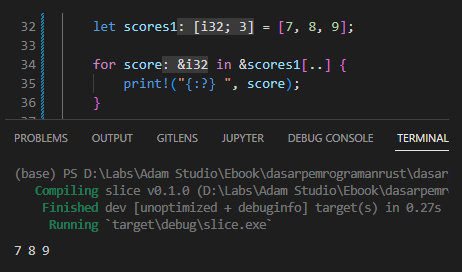 32 let scores1: [i32; 3] = [7, 8, 9];
33
34 for score: &i32 in &scores1[..] {
35 print!("{:?} ", score);
36 }
PROBLEMS OUTPUT GITLENS JUPYTER DEBUG CONSOLE TERMINAL
(base) PS D:\Labs\Adam Studio\Ebook\dasarpemrogramanrust\dasar
Compiling slice v0.1.0 (D:\Labs\Adam Studio\Ebook\dasarpemr
Finished dev [unoptimized + debuginfo] target(s) in 0.27s
Running `target\debug\slice.exe`
7 8 9